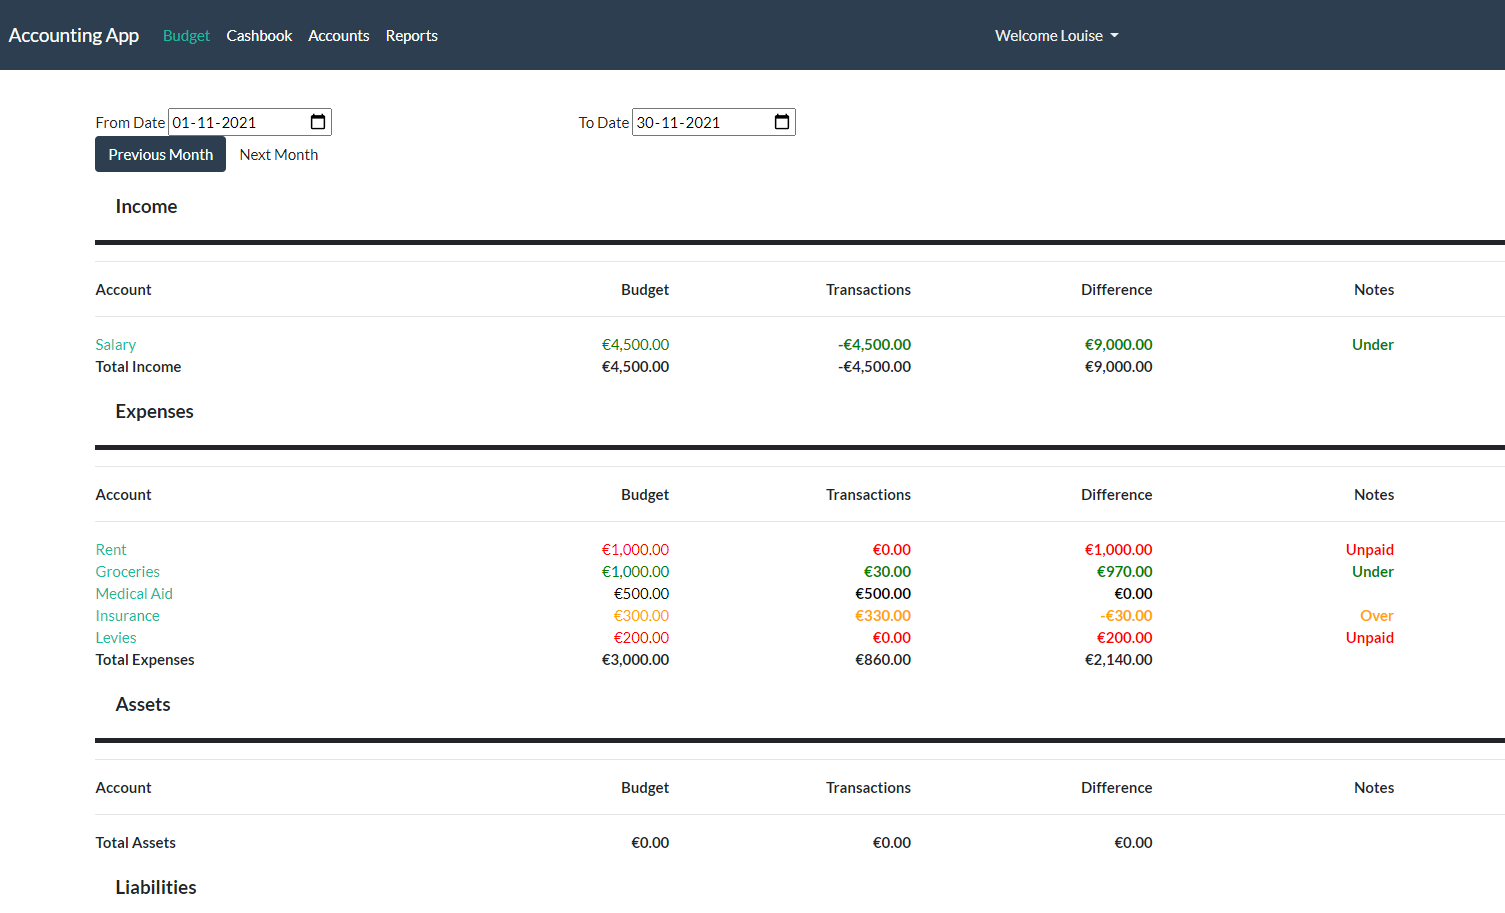 Accounting App Budget Cashbook Accounts Reports Welcome Louise
From Date 01-11-2021 To Date 30-11-2021
Previous Month Next Month
Income
Account Budget Transactions Difference Notes
Salary €4,500.00 -€4,500.00 €9,000.00 Under
Total Income €4,500.00 -€4,500.00 €9,000.00
Expenses
Account Budget Transactions Difference Notes
Rent €1,000.00 €0.00 €1,000.00 Unpaid
Groceries €1,000.00 €30.00 €970.00 Under
Medical Aid €500.00 €500.00 €0.00
Insurance €300.00 €330.00 -€30.00 Over
Levies €200.00 €0.00 €200.00 Unpaid
Total Expenses €3,000.00 €860.00 €2,140.00
Assets
Account Budget Transactions Difference Notes
Total Assets €0.00 €0.00 €0.00
Liabilities